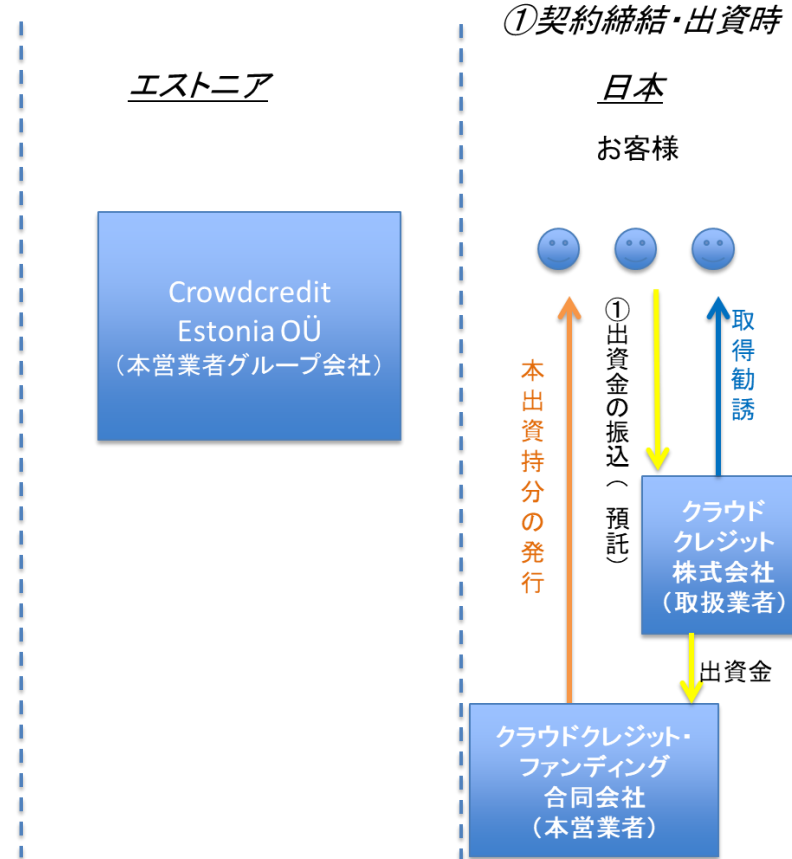 ①契約締結・出資時
エストニア
日本
お客様
Crowdcredit
Estonia OÜ
（本営業者グループ会社）
本出資持分の発行
①出資金の振込（預託）
取得勧誘
クラウド
クレジット
株式会社
（取扱業者）
出資金
クラウドクレジット・
ファンディング
合同会社
（本営業者）